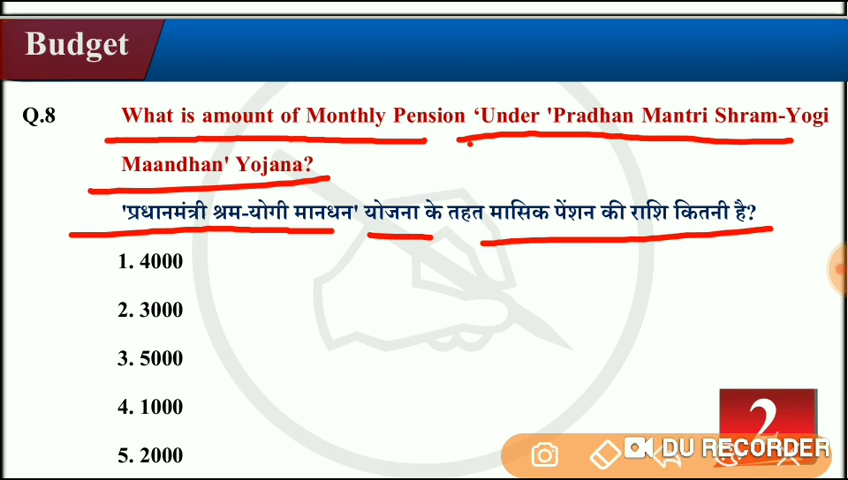 Budget
Q.8 What is amount of Monthly Pension ‘Under 'Pradhan Mantri Shram-Yogi
Maandhan' Yojana?
'प्रधानमंत्री श्रम-योगी मानधन' योजना के तहत मासिक पेंशन की राशि कितनी है?
1. 4000
2. 3000
3. 5000
4. 1000
5. 2000
2
DU RECORDER